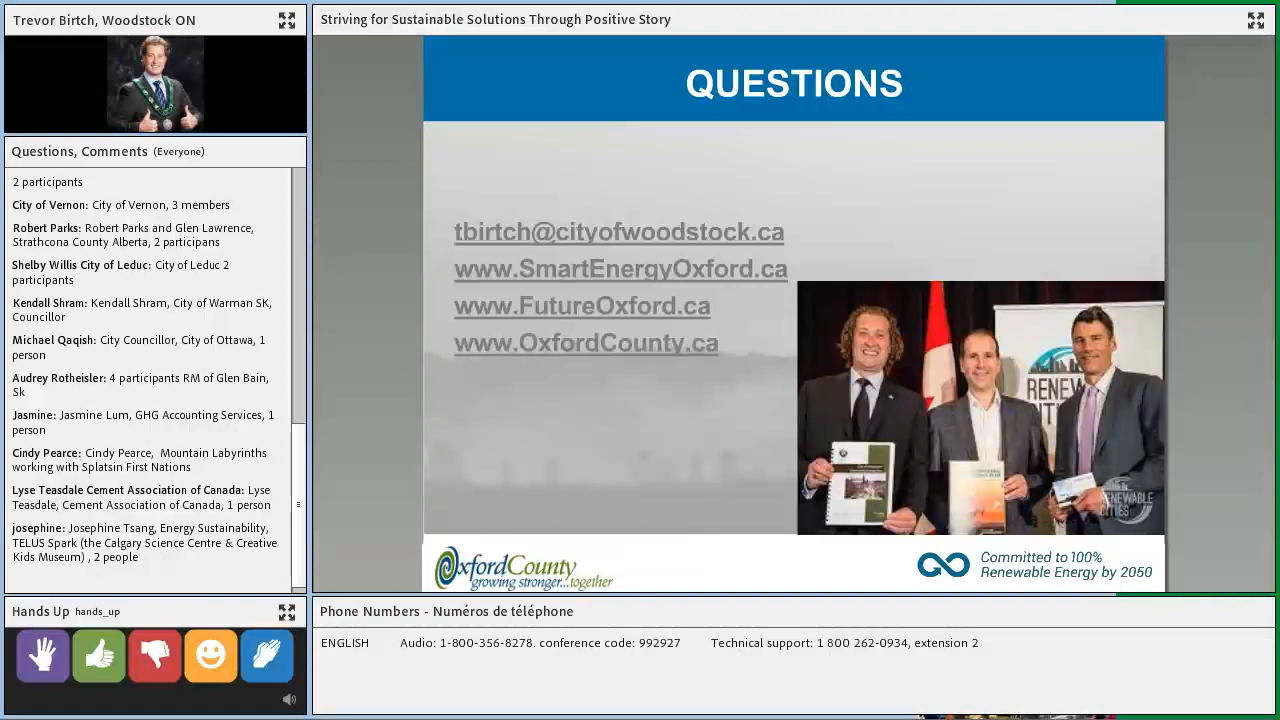 Trevor Birtch, Woodstock ON
Questions, Comments (Everyone)
2 participants
City of Vernon: City of Vernon, 3 members
Robert Parks: Robert Parks and Glen Lawrence,
Strathcona County Alberta, 2 participans
Shelby Willis City of Leduc: City of Leduc 2
participants
Kendall Shram: Kendall Shram, City of Warman SK,
Councillor
Michael Qaqish: City Councillor, City of Ottawa, 1
person
Audrey Rotheisler: 4 participants RM of Glen Bain,
Sk
Jasmine: Jasmine Lum, GHG Accounting Services, 1
person
Cindy Pearce: Cindy Pearce, Mountain Labyrinths
working with Splatsin First Nations
Lyse Teasdale Cement Association of Canada: Lyse
Teasdale, Cement Association of Canada, 1 person
josephine: Josephine Tsang, Energy Sustainability,
TELUS Spark (the Calgary Science Centre & Creative
Kids Museum) , 2 people
Hands Up hands_up
Striving for Sustainable Solutions Through Positive Story
QUESTIONS
tbirtch@cityofwoodstock.ca
www.SmartEnergyOxford.ca
www.FutureOxford.ca
www.OxfordCounty.ca
RENEWABLE
CITIES
OxfordCounty
growing stronger...together
Committed to 100%
Renewable Energy by 2050
Phone Numbers - Numéros de téléphone
ENGLISH Audio: 1-800-356-8278. conference code: 992927 Technical support: 1 800 262-0934, extension 2